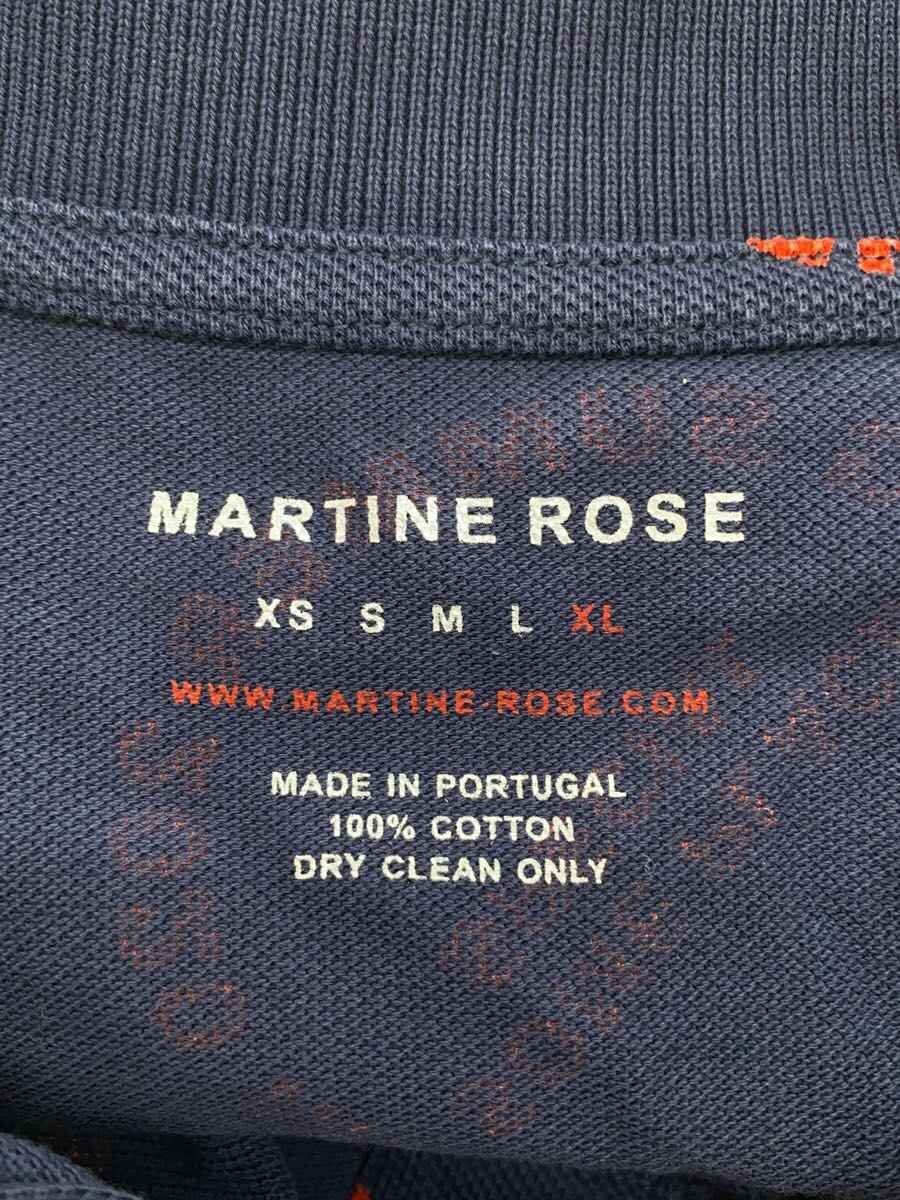 MARTINE ROSE
XS S M L XL
WWW.MARTINE-ROSE.COM
MADE IN PORTUGAL
100% COTTON
DRY CLEAN ONLY